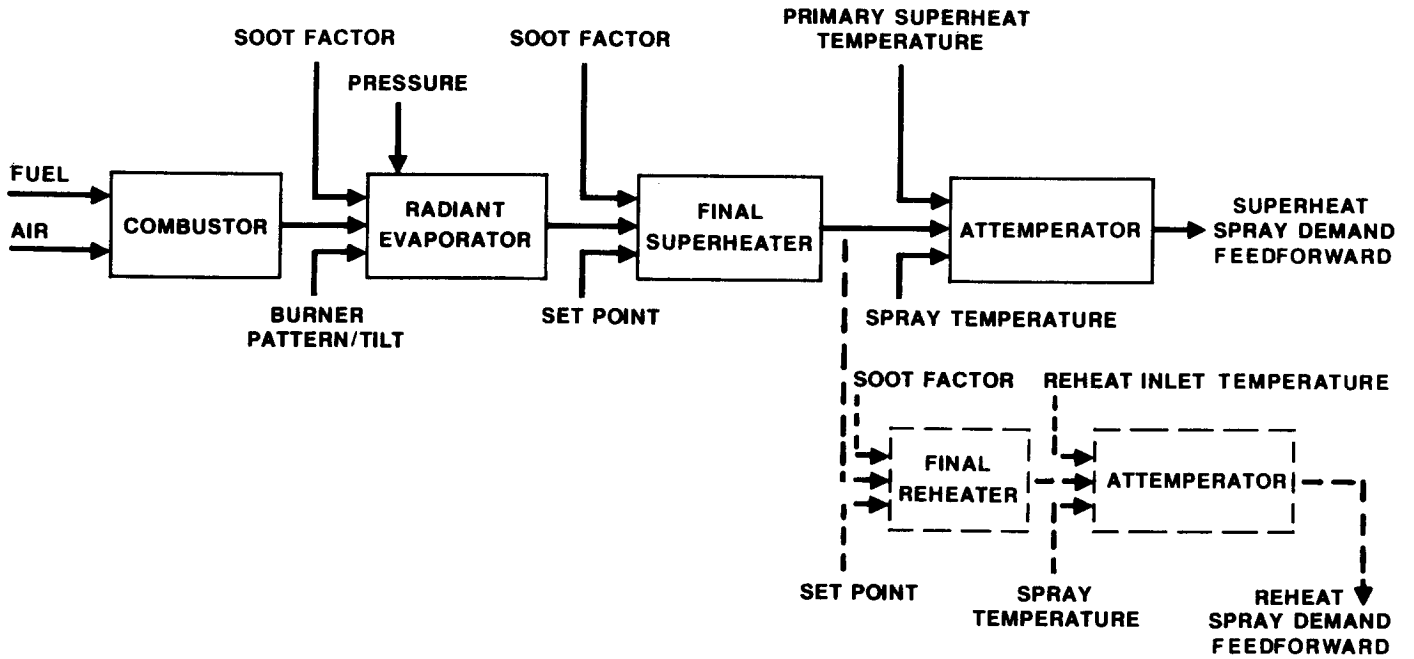 PRIMARY SUPERHEAT
TEMPERATURE
SOOT FACTOR
SOOT FACTOR
PRESSURE
FUEL
AIR
COMBUSTOR
RADIANT
EVAPORATOR
FINAL
SUPERHEATER
ATTEMPERATOR
SUPERHEAT
SPRAY DEMAND
FEEDFORWARD
BURNER
PATTERN/TILT
SET POINT
SPRAY TEMPERATURE
SOOT FACTOR
REHEAT INLET TEMPERATURE
FINAL
REHEATER
ATTEMPERATOR
SET POINT
SPRAY
TEMPERATURE
REHEAT
SPRAY DEMAND
FEEDFORWARD